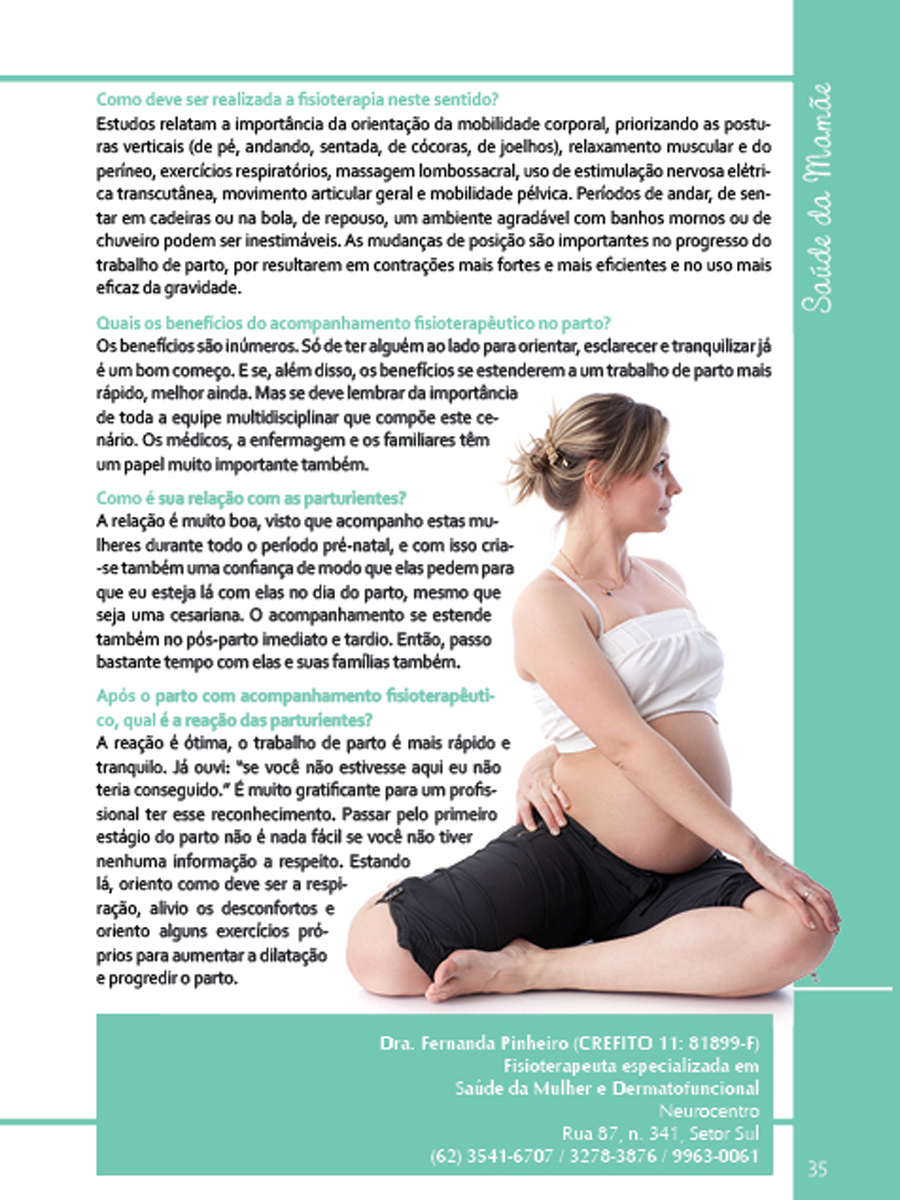 Como deve ser realizada a fisioterapia neste sentido?
Estudos relatam a importância da orientação da mobilidade corporal, priorizando as postu-
ras verticais (de pé, andando, sentada, de cócoras, de joelhos), relaxamento muscular e do
períneo, exercícios respiratórios, massagem lombossacral, uso de estimulação nervosa elétri-
ca transcutânea, movimento articular geral e mobilidade pélvica. Períodos de andar, de sen-
tar em cadeiras ou na bola, de repouso, um ambiente agradável com banhos mornos ou de
chuveiro podem ser inestimáveis. As mudanças de posição são importantes no progresso do
trabalho de parto, por resultarem em contrações mais fortes e mais eficientes e no uso mais
eficaz da gravidade.
Quais os benefícios do acompanhamento fisioterapêutico no parto?
Os benefícios são inúmeros. Só de ter alguém ao lado para orientar, esclarecer e tranquilizar já
é um bom começo. E se, além disso, os benefícios se estenderem a um trabalho de parto mais
rápido, melhor ainda. Mas se deve lembrar da importância
de toda a equipe multidisciplinar que compõe este ce-
nário. Os médicos, a enfermagem e os familiares têm
um papel muito importante também.
Como é sua relação com as parturientes?
A relação é muito boa, visto que acompanho estas mu-
lheres durante todo o período pré-natal, e com isso cria-
-se também uma confiança de modo que elas pedem para
que eu esteja lá com elas no dia do parto, mesmo que
seja uma cesariana. O acompanhamento se estende
também no pós-parto imediato e tardio. Então, passo
bastante tempo com elas e suas famílias também.
Após o parto com acompanhamento fisioterapêuti-
co, qual é a reação das parturientes?
A reação é ótima, o trabalho de parto é mais rápido e
tranquilo. Já ouvi: "se você não estivesse aqui eu não
teria conseguido." É muito gratificante para um profis-
sional ter esse reconhecimento. Passar pelo primeiro
estágio do parto não é nada fácil se você não tiver
nenhuma informação a respeito. Estando
lá, oriento como deve ser a respi-
ração, alivio os desconfortos e
oriento alguns exercícios pró-
prios para aumentar a dilatação
e progredir o parto.
Saúde da Mamãe
Dra. Fernanda Pinheiro (CREFITO 11: 81899-F)
Fisioterapeuta especializada em
Saúde da Mulher e Dermatofuncional
Neurocentro
Rua 87, n. 341, Setor Sul
(62) 3541-6707 / 3278-3876 / 9963-0061
35